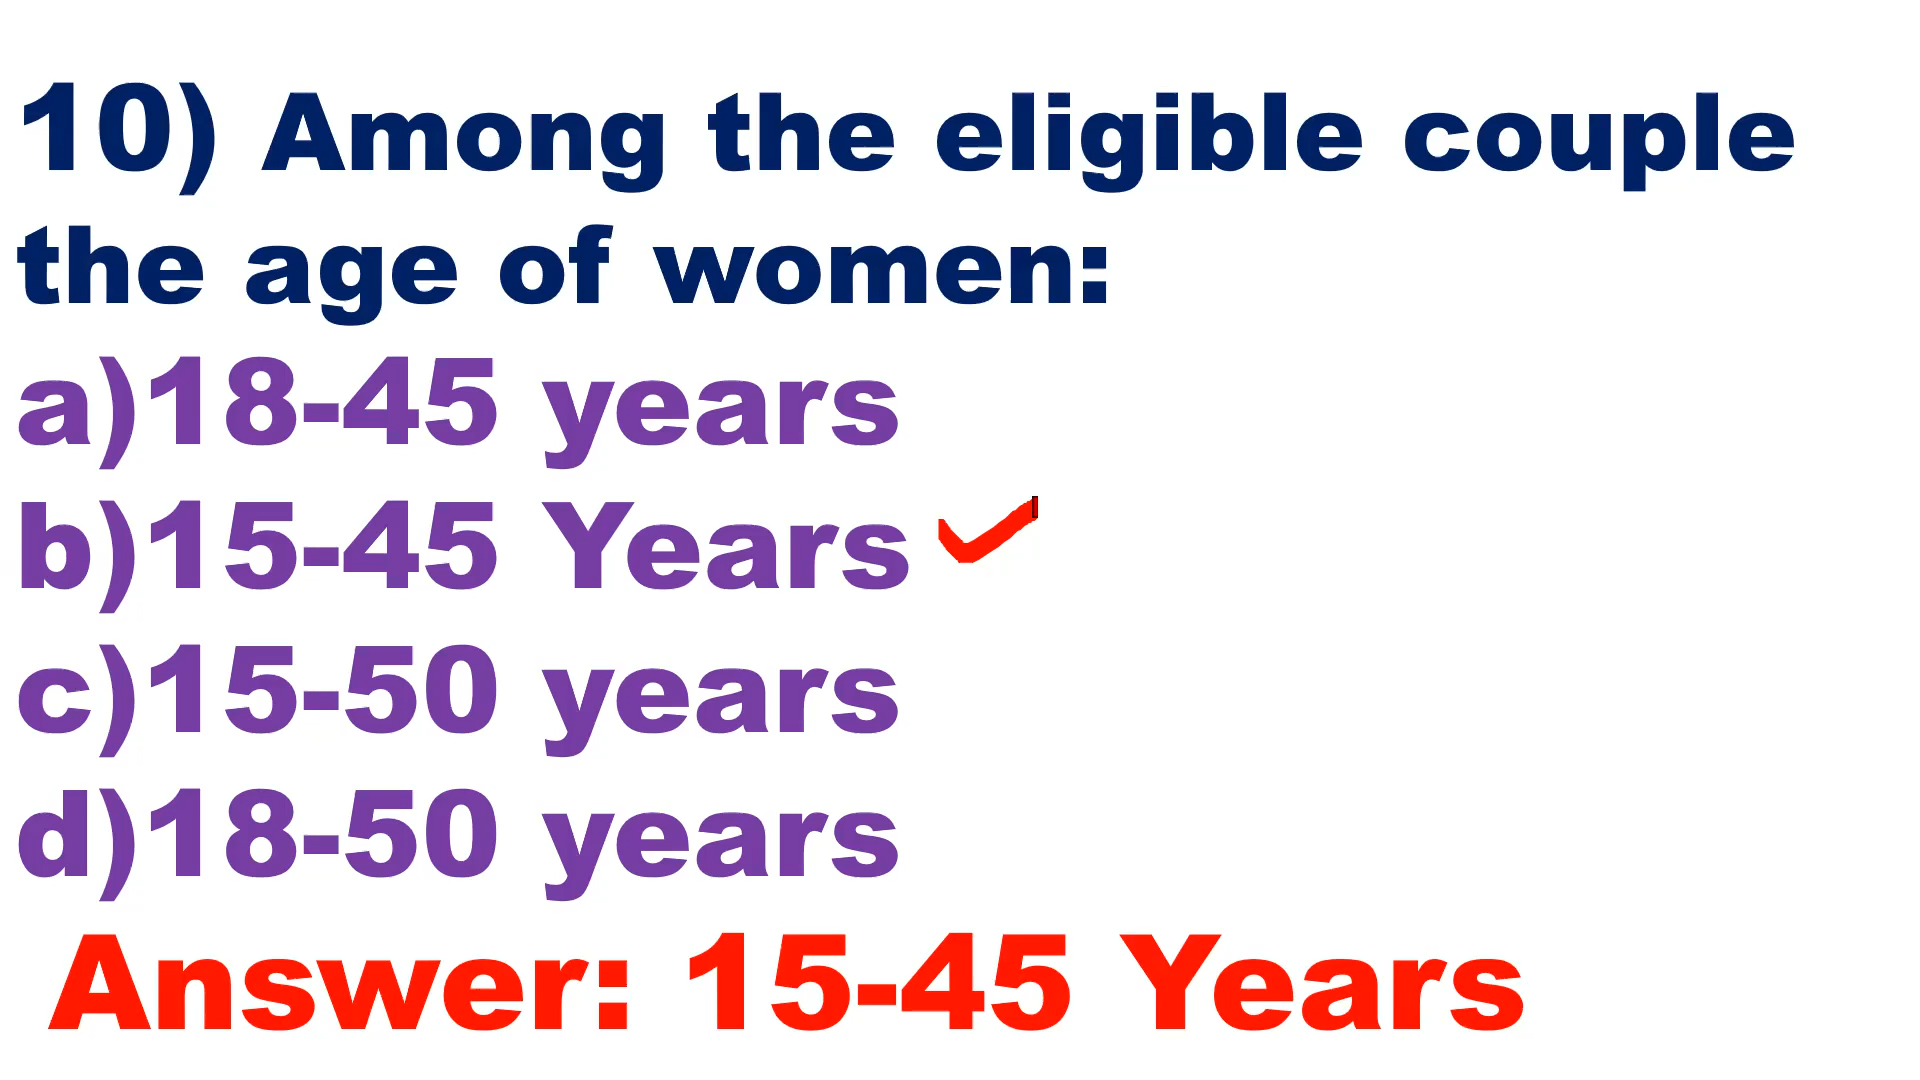 10) Among the eligible couple
the age of women:
a)18-45 years
b)15-45 Years
c)15-50 years
d)18-50 years
Answer: 15-45 Years